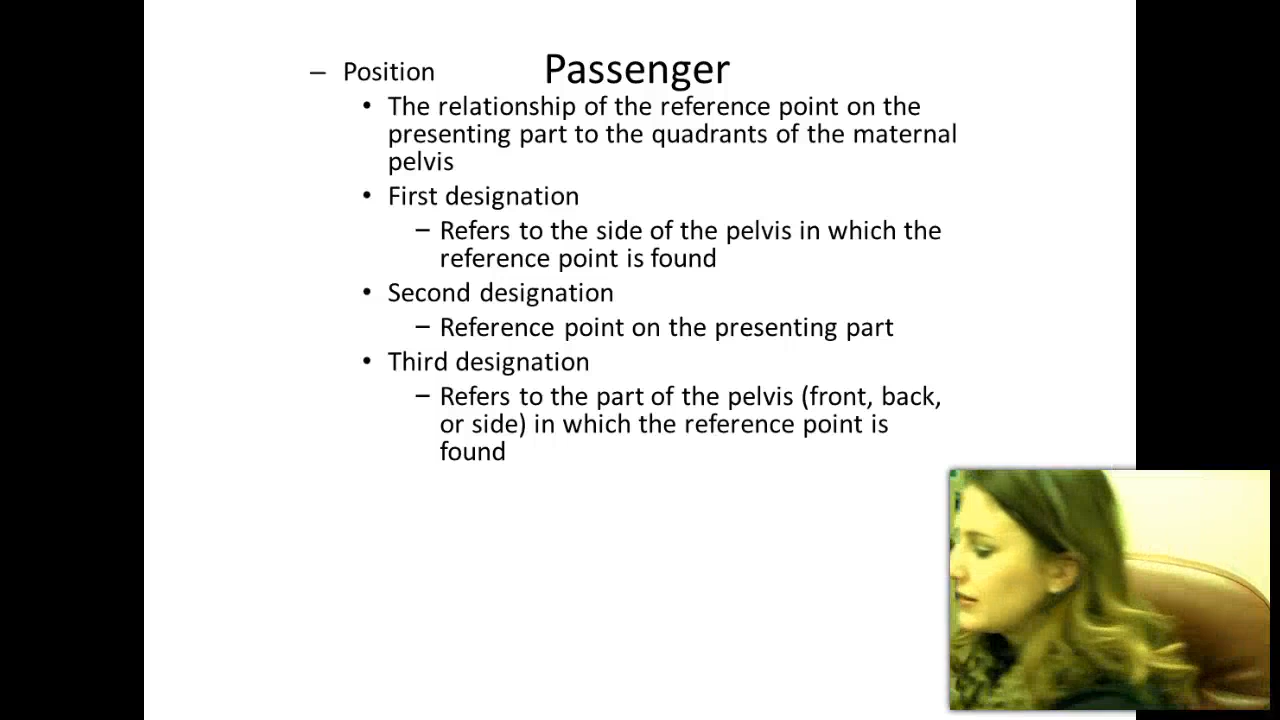 Passenger
– Position
• The relationship of the reference point on the
presenting part to the quadrants of the maternal
pelvis
• First designation
– Refers to the side of the pelvis in which the
reference point is found
• Second designation
– Reference point on the presenting part
• Third designation
– Refers to the part of the pelvis (front, back,
or side) in which the reference point is
found